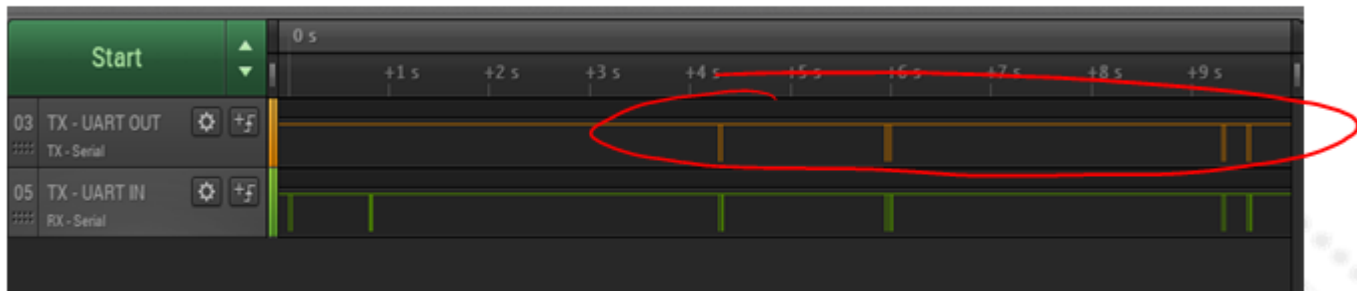 Start
0 s
+1 s +2 s +3 s +4 s +5 s +6 s +7 s +8 s +9 s
03 TX - UART OUT
TX - Serial
05 TX - UART IN
RX - Serial